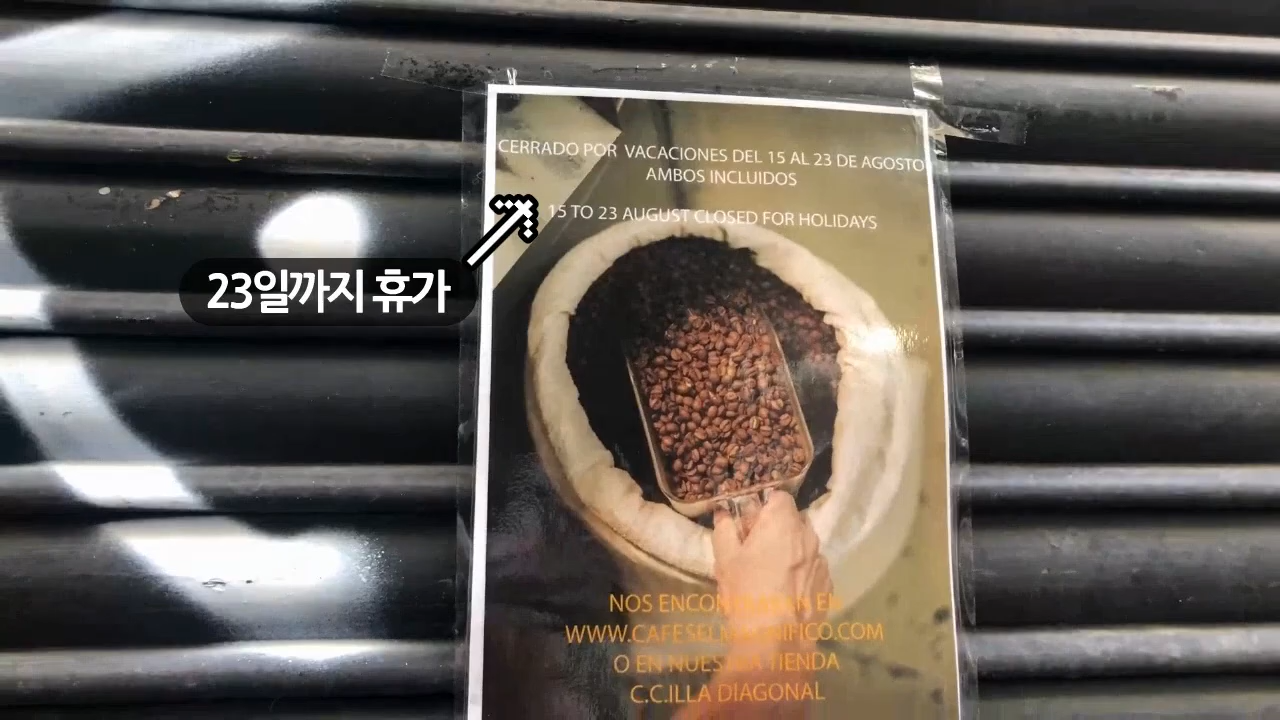 CERRADO POR VACACIONES DEL 15 AL 23 DE AGOSTO
AMBOS INCLUIDOS
15 TO 23 AUGUST CLOSED FOR HOLIDAYS
23일까지 휴가
NOS EN
WWW.CAFESELMAGNIFICO.COM
O EN NUESTRA TIENDA
C.C.ILLA DIAGONAL